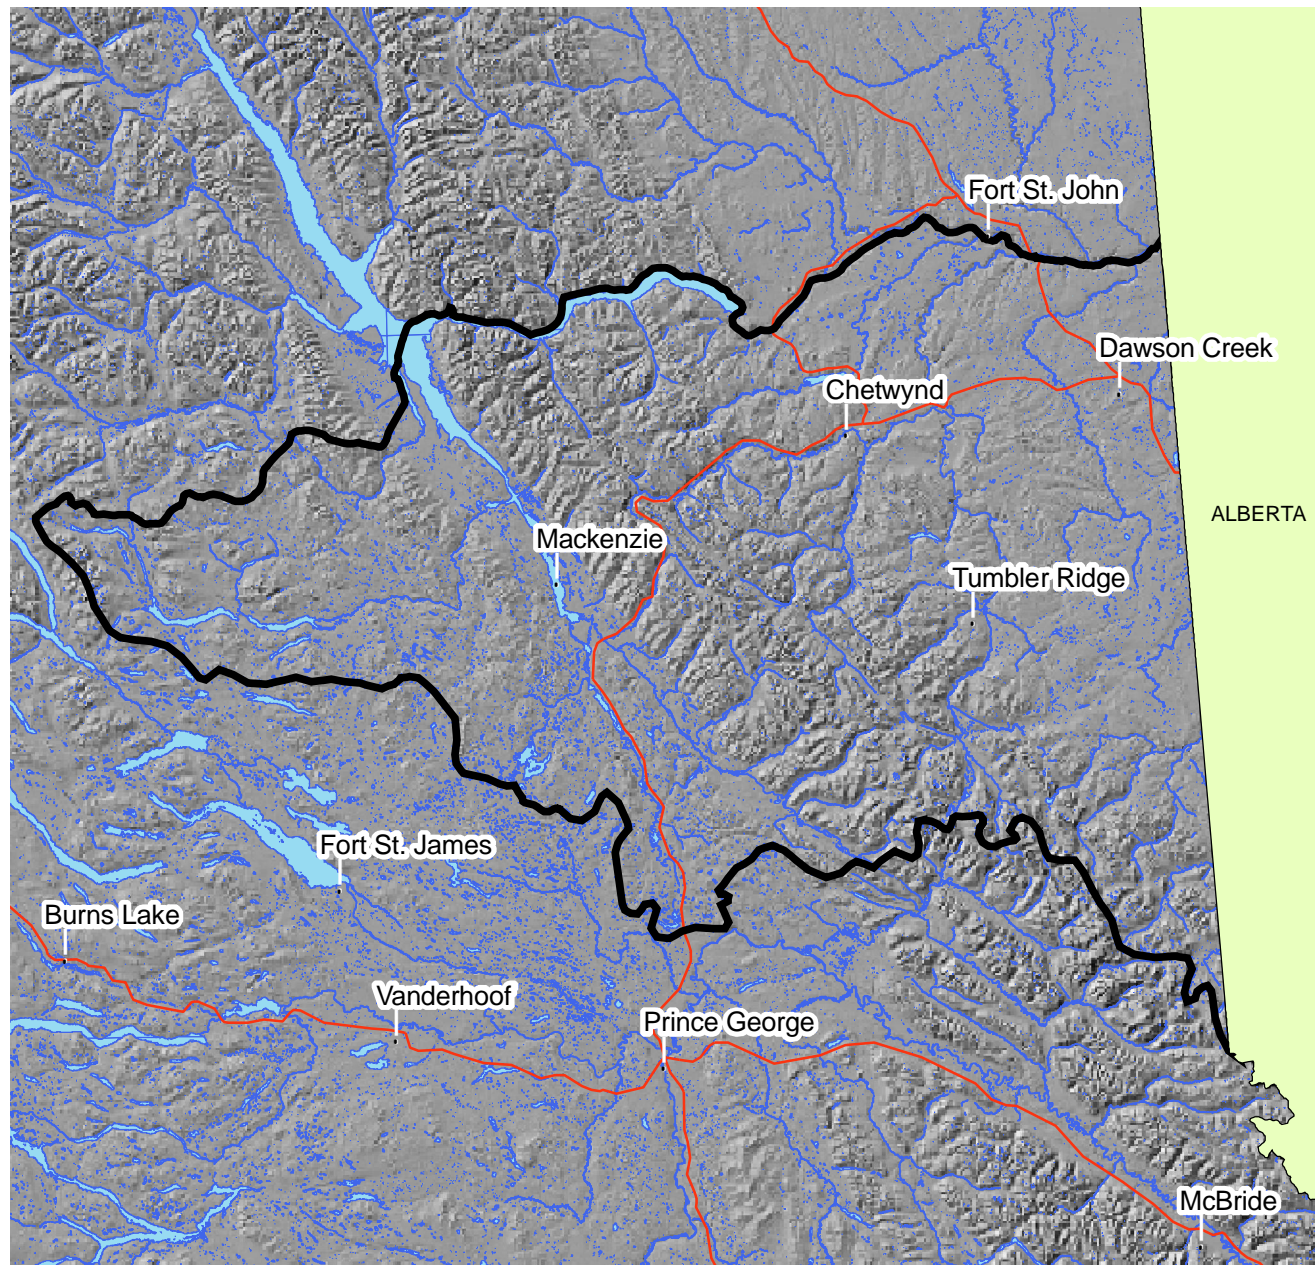 Fort St. John
Dawson Creek
Chetwynd
ALBERTA
Mackenzie
Tumbler Ridge
Fort St. James
Burns Lake
Vanderhoof
Prince George
McBride